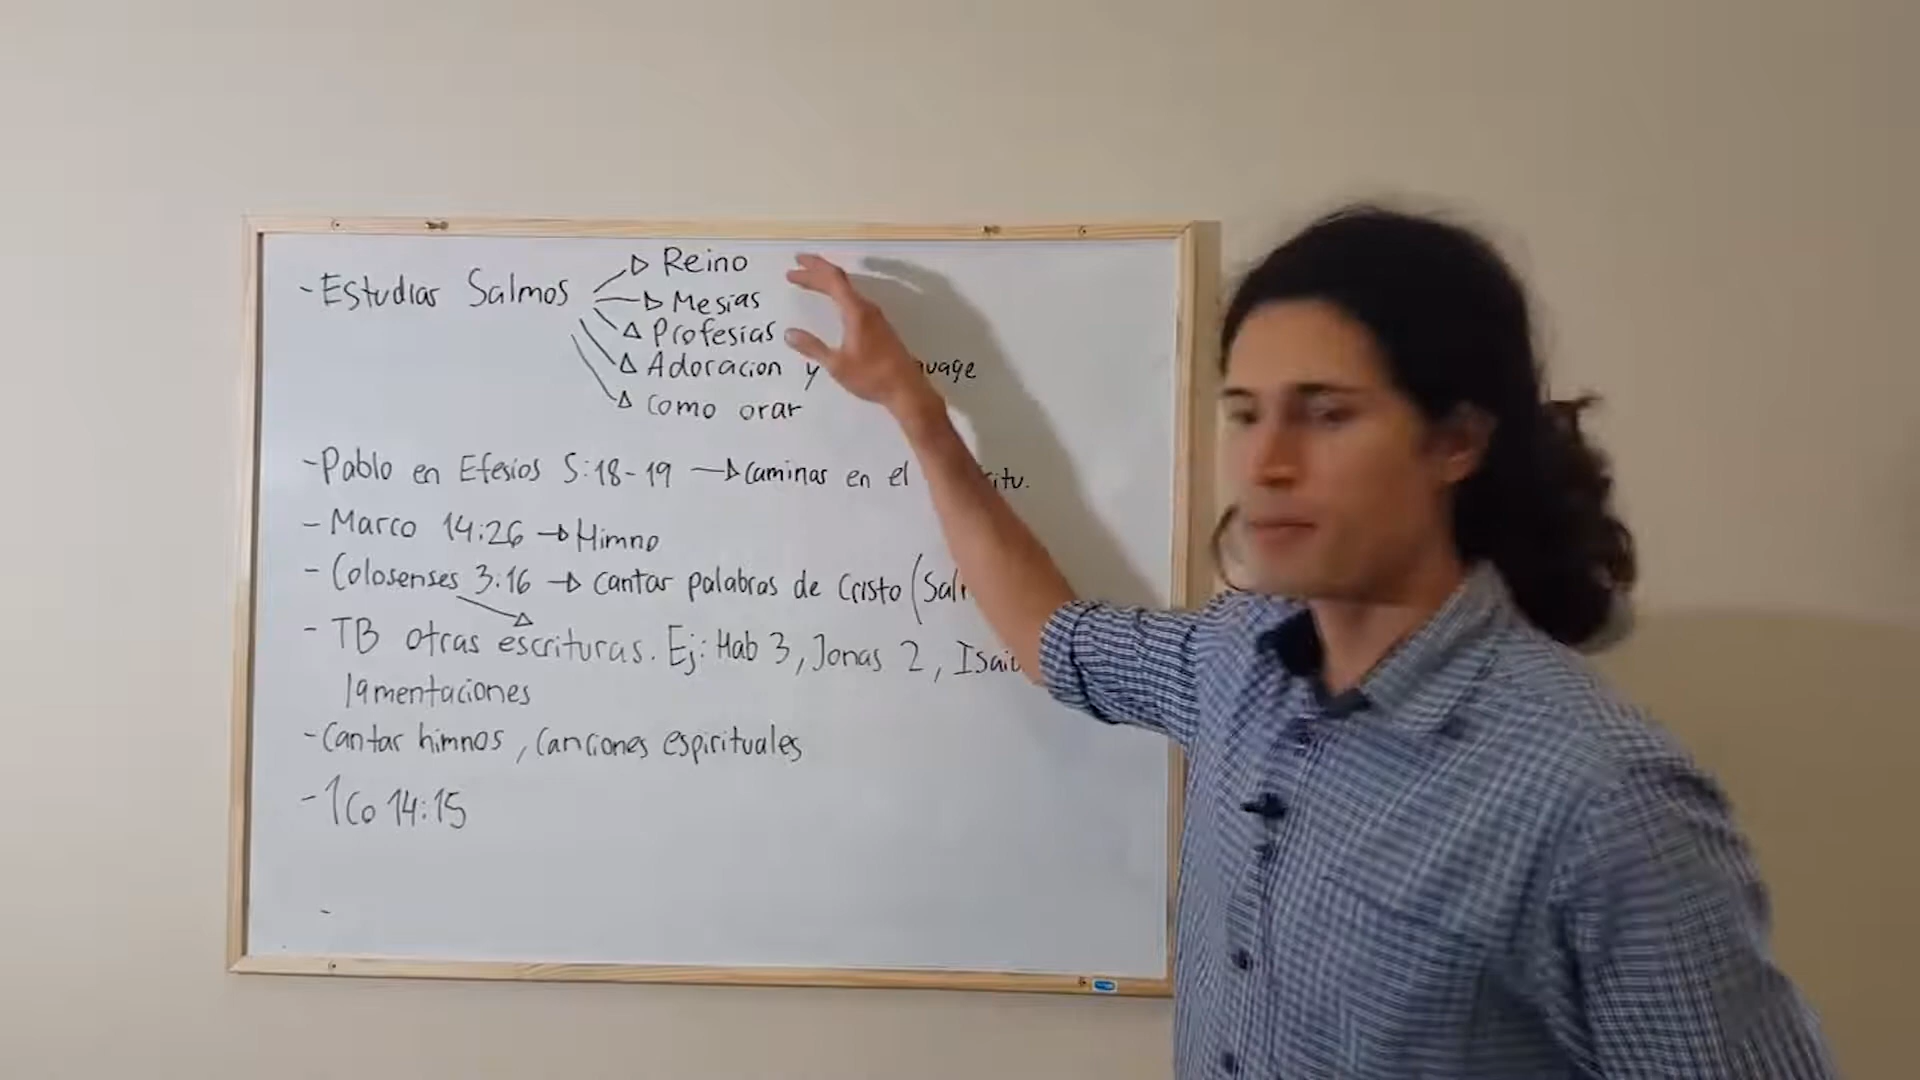 - Estudiar Salmos
Reino
Mesias
Profesias
Adoracion y
como orar
- Pablo en Efesios 5:18-19 caminas en el
- Marco 14:26 Himno
- Colosenses 3:16 cantar palabras de Cristo (
- TB otras escrituras. Ej: Hab 3, Jonas 2,
lamentaciones
- Cantar himnos, canciones espirituales
- 1Co 14:15
-